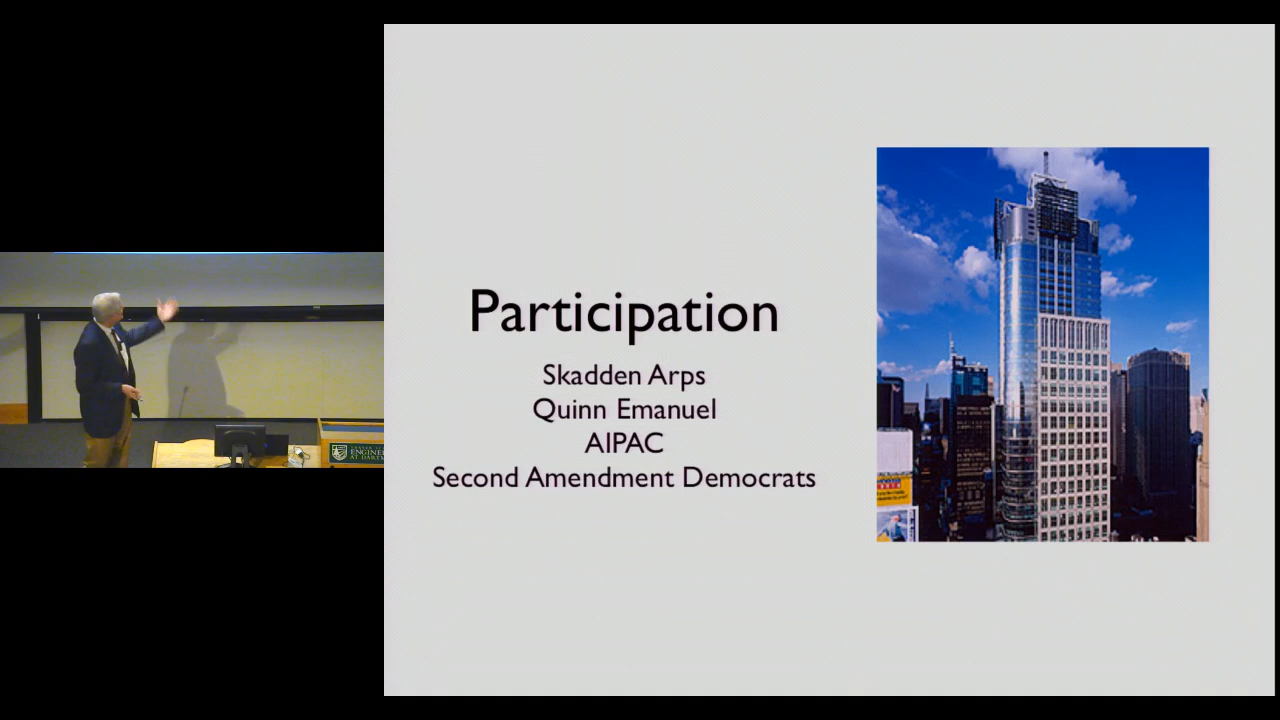 Participation
Skadden Arps
Quinn Emanuel
AIPAC
Second Amendment Democrats